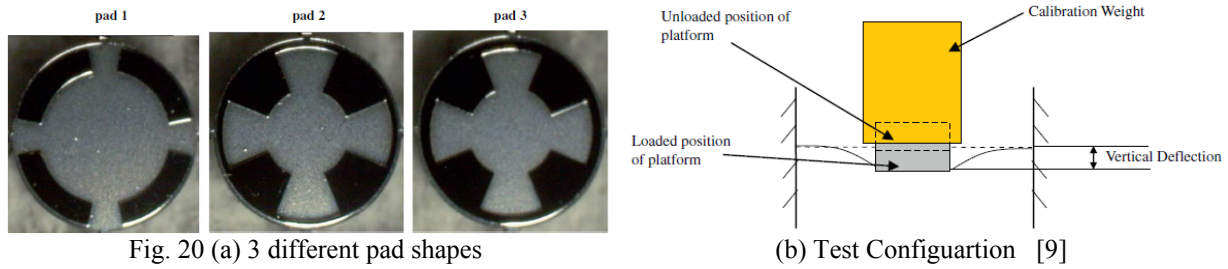 pad 1
pad 2
pad 3
Unloaded position of
platform
Calibration Weight
Loaded position
of platform
Vertical Deflection
Fig. 20 (a) 3 different pad shapes
(b) Test Configuartion [9]